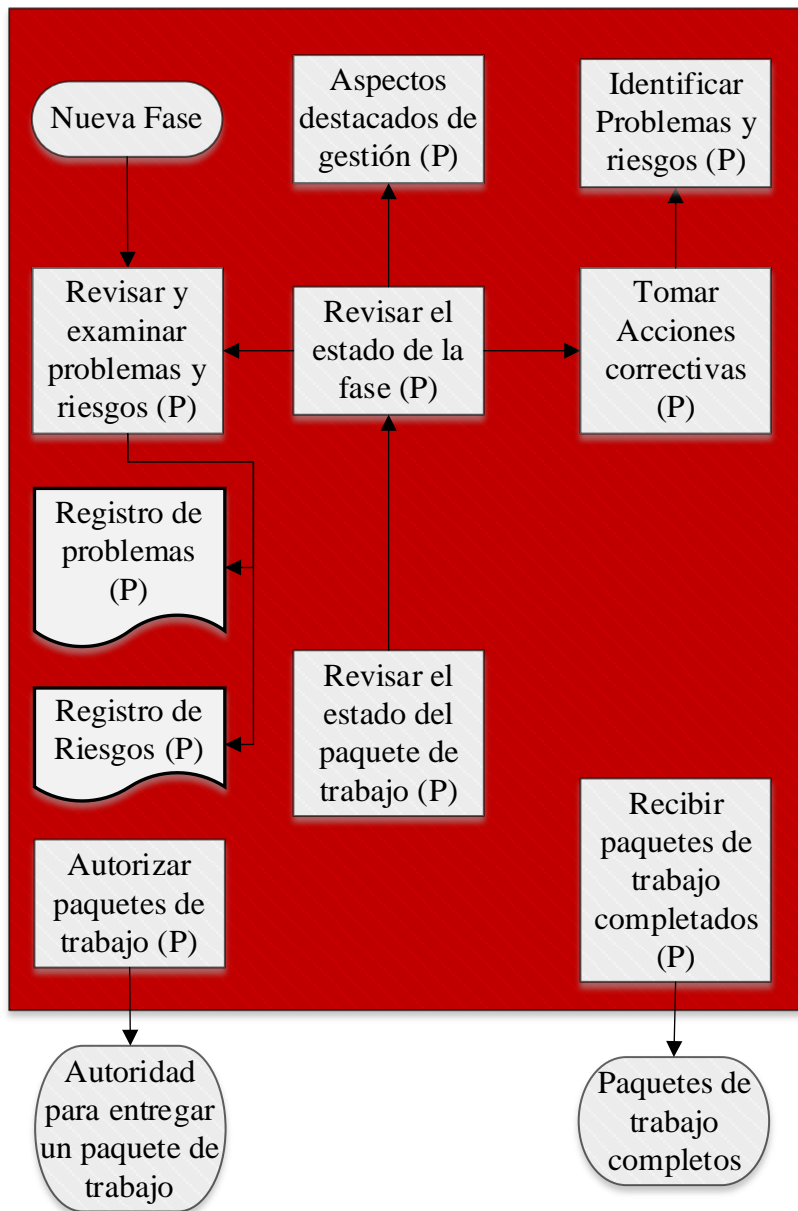 Nueva Fase
Aspectos
destacados de
gestión (P)
Identificar
Problemas y
riesgos (P)
Revisar y
examinar
problemas y
riesgos (P)
Revisar el
estado de la
fase (P)
Tomar
Acciones
correctivas
(P)
Registro de
problemas
(P)
Registro de
Riesgos (P)
Revisar el
estado del
paquete de
trabajo (P)
Autorizar
paquetes de
trabajo (P)
Recibir
paquetes de
trabajo
completados
(P)
Autoridad
para entregar
un paquete de
trabajo
Paquetes de
trabajo
completos